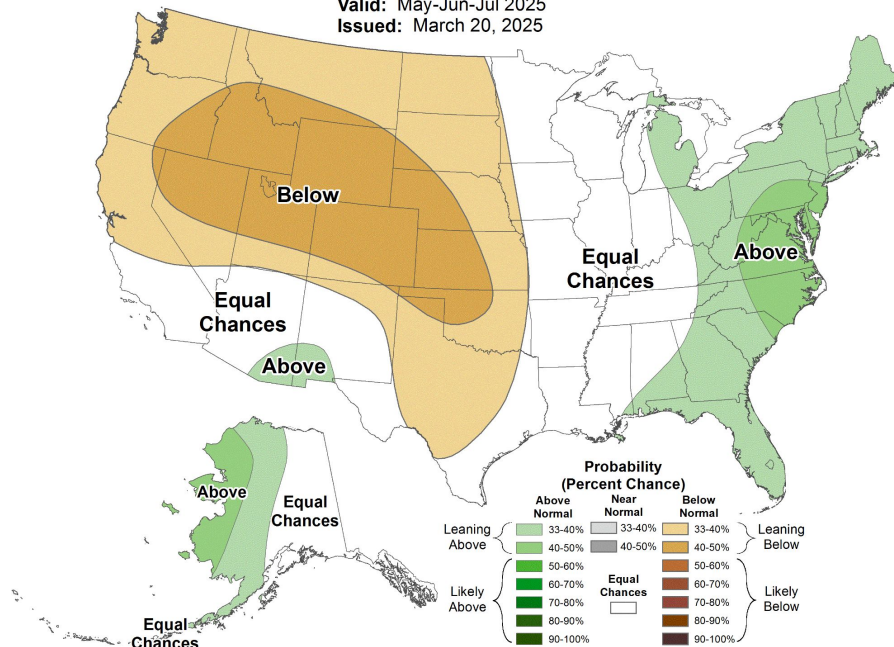 Valid: May-Jun-Jul 2025
Issued: March 20, 2025
Below
Equal
Chances
Above
Equal
Chances
Above
Above
Equal
Chances
Equal
Chances
Probability
(Percent Chance)
Above
Normal
Near
Normal
Below
Normal
Leaning
Above
33-40%
33-40%
33-40%
Leaning
Below
40-50%
40-50%
40-50%
Likely
Above
50-60%
Equal
Chances
50-60%
Likely
Below
60-70%
60-70%
70-80%
70-80%
80-90%
80-90%
90-100%
90-100%